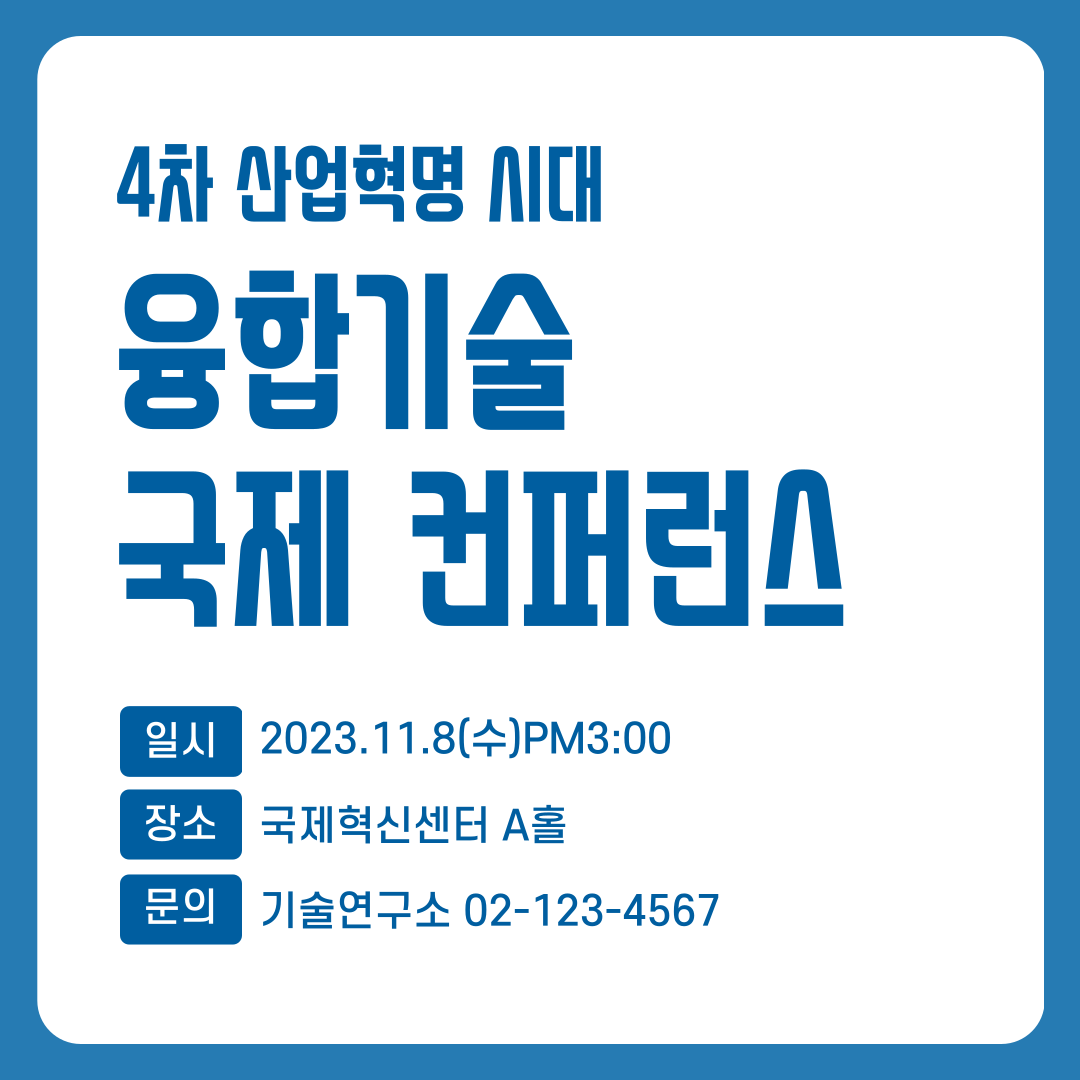 4차 산업혁명 시대
융합기술
국제 컨퍼런스
일시 2023.11.8(수)PM3:00
장소 국제혁신센터 A홀
문의 기술연구소 02-123-4567